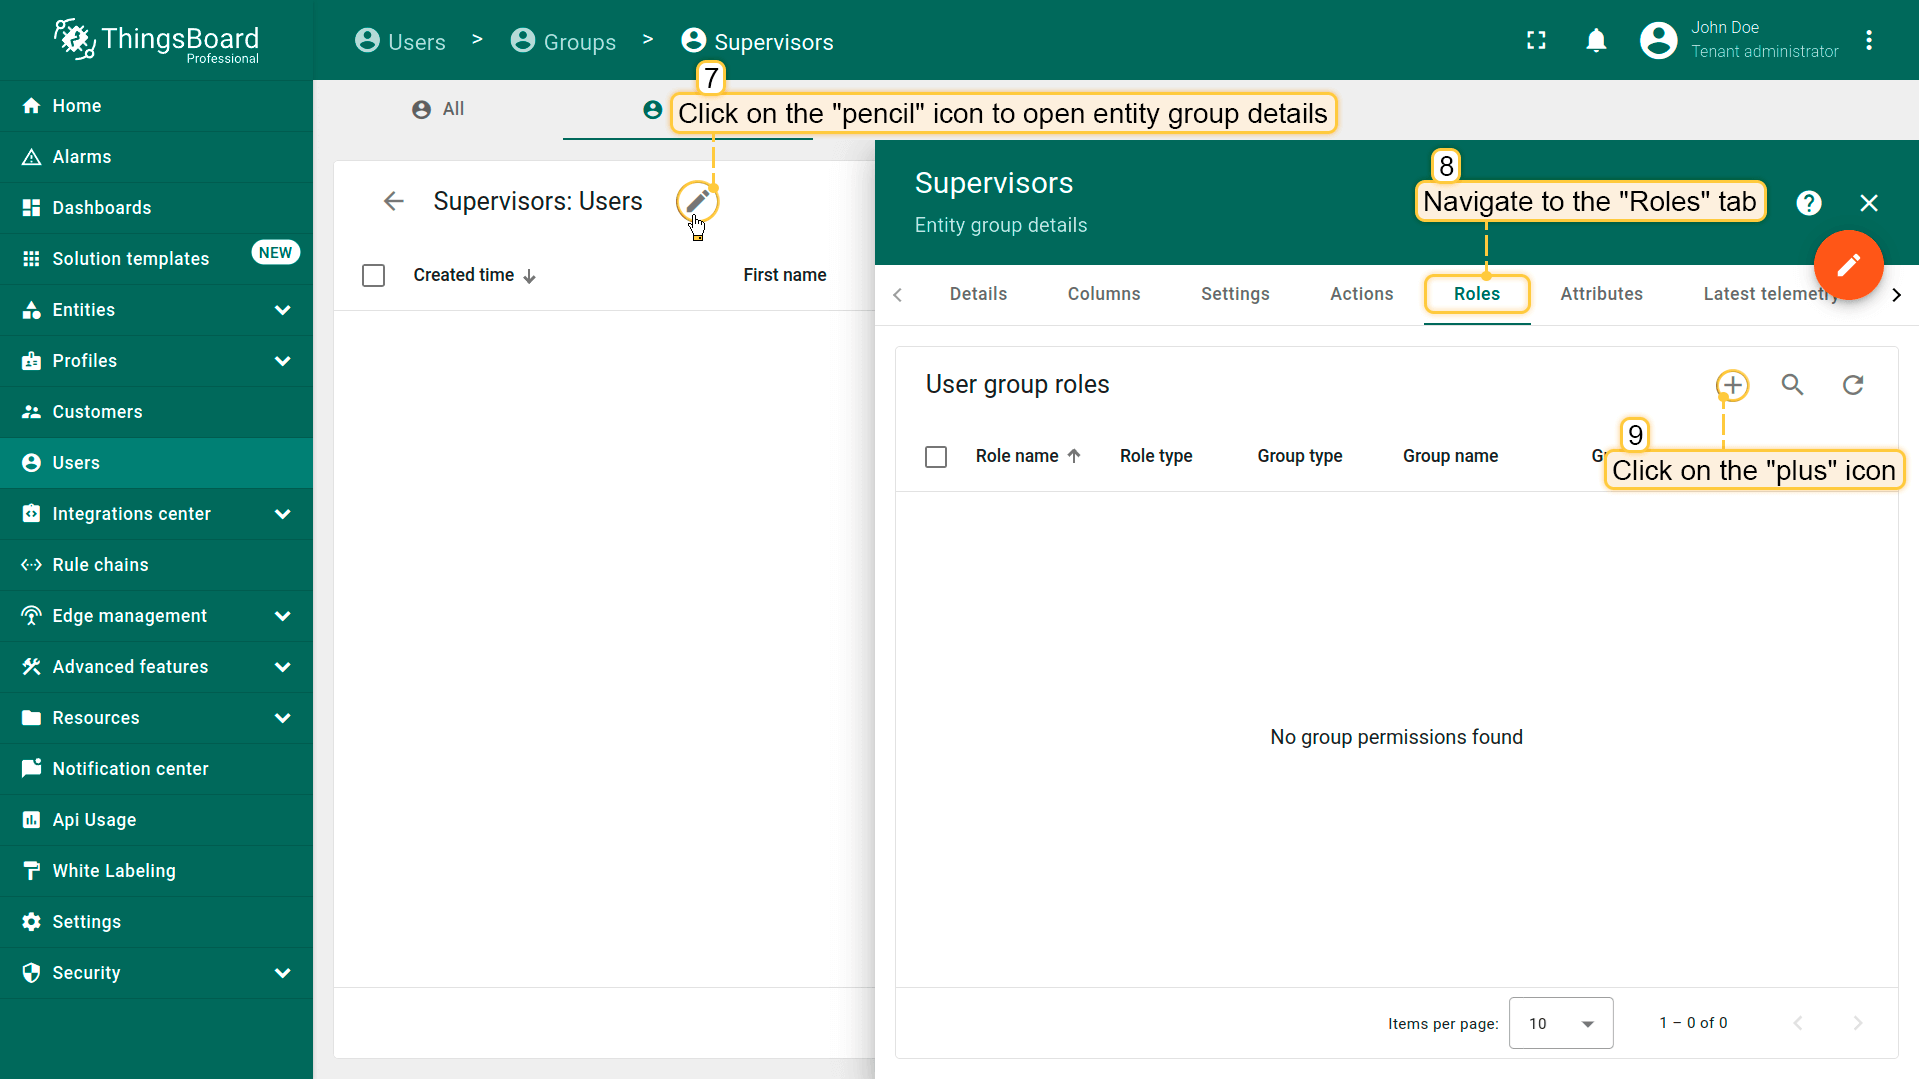 ThingsBoard
Professional
Users > Groups > Supervisors
John Doe
Tenant administrator
Home
Alarms
Dashboards
Solution templates NEW
Entities
Profiles
Customers
Users
Integrations center
Rule chains
Edge management
Advanced features
Resources
Notification center
Api Usage
White Labeling
Settings
Security
All
7
Click on the "pencil" icon to open entity group details
Supervisors: Users
Created time First name
Supervisors
Entity group details
8
Navigate to the "Roles" tab
Details Columns Settings Actions Roles Attributes Latest telemetry
User group roles
Role name Role type Group type Group name
9
Click on the "plus" icon
No group permissions found
Items per page: 10 1 – 0 of 0